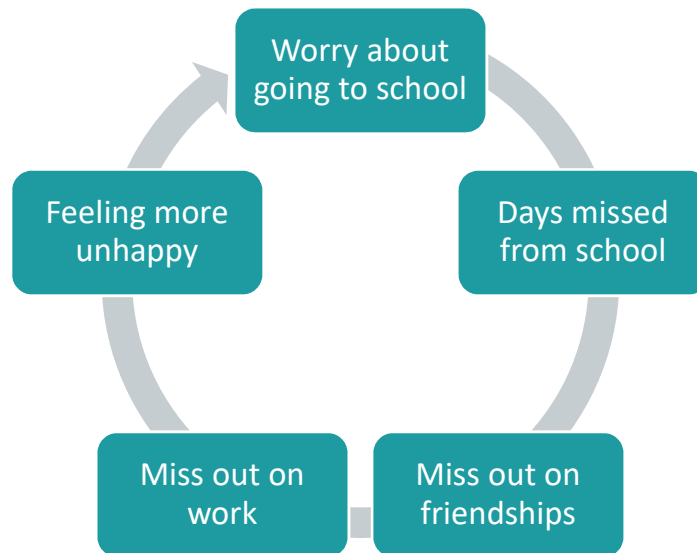 Worry about
going to school
Days missed
from school
Miss out on
friendships
Miss out on
work
Feeling more
unhappy